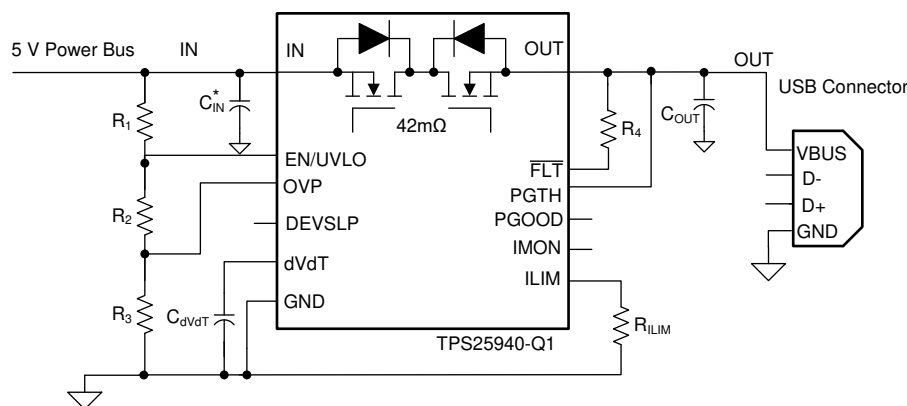 5 V Power Bus
IN
IN
OUT
OUT
USB Connector
C*IN
R1
42mΩ
R4
COUT
EN/UVLO
FLT
VBUS
OVP
PGTH
D-
R2
DEVSLP
PGOOD
D+
IMON
GND
dVdT
ILIM
R3
CdVdT
GND
RILIM
TPS25940-Q1